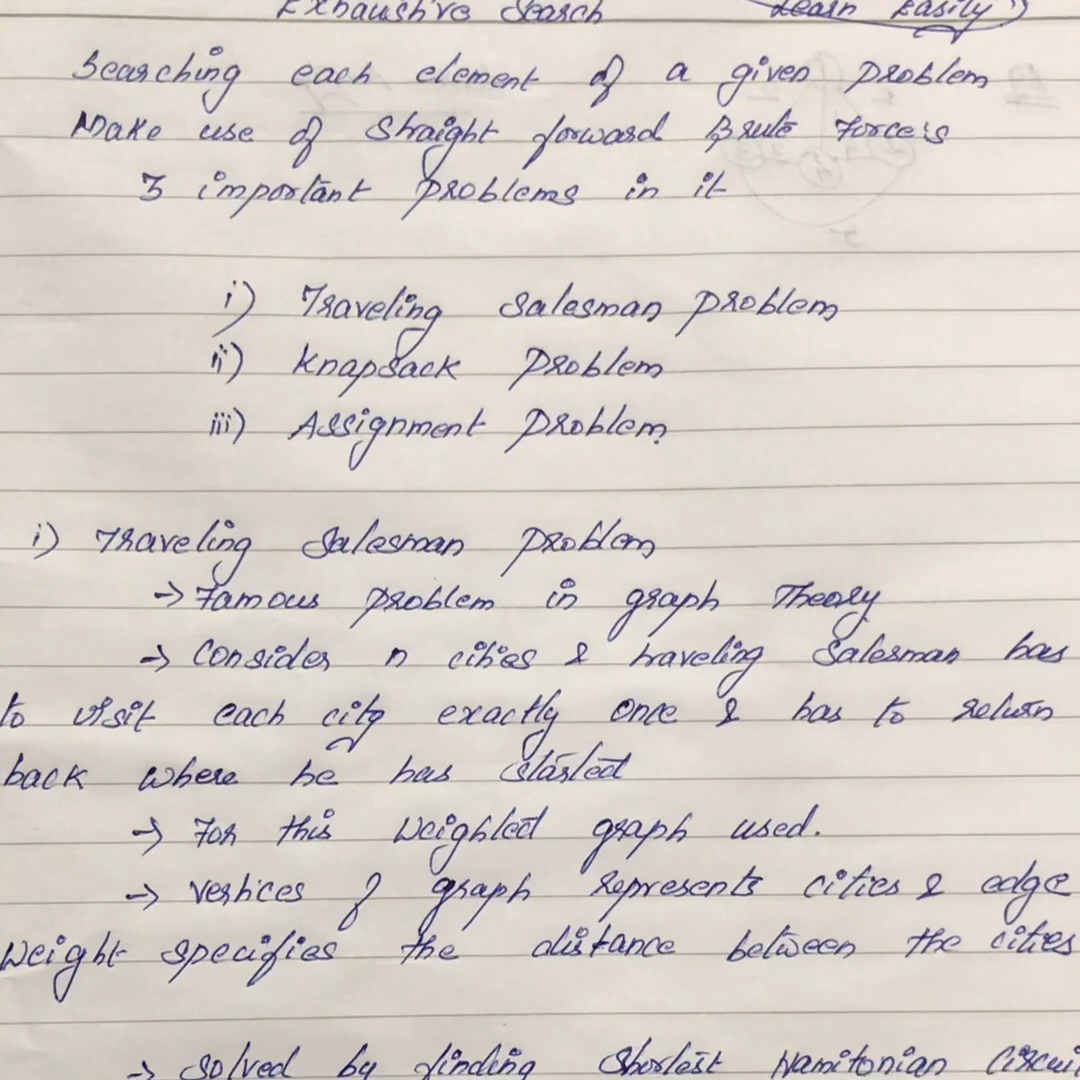 Exhaustive Search Learn Easily)
Searching each element of a given problem
Make use of straight forward Brute Force's
3 important problems in it
i) Traveling Salesman problem
ii) Knapsack Problem
iii) Assignment Problem
i) Traveling Salesman Problem
→ Famous problem in graph Theory
→ Consider n cities & traveling Salesman has
to visit each city exactly once & has to return
back where he has started
→ For this weighted graph used.
→ vertices of graph represents cities & edge
weight specifies the distance between the cities
→ solved by finding shortest Hamitonian Circui